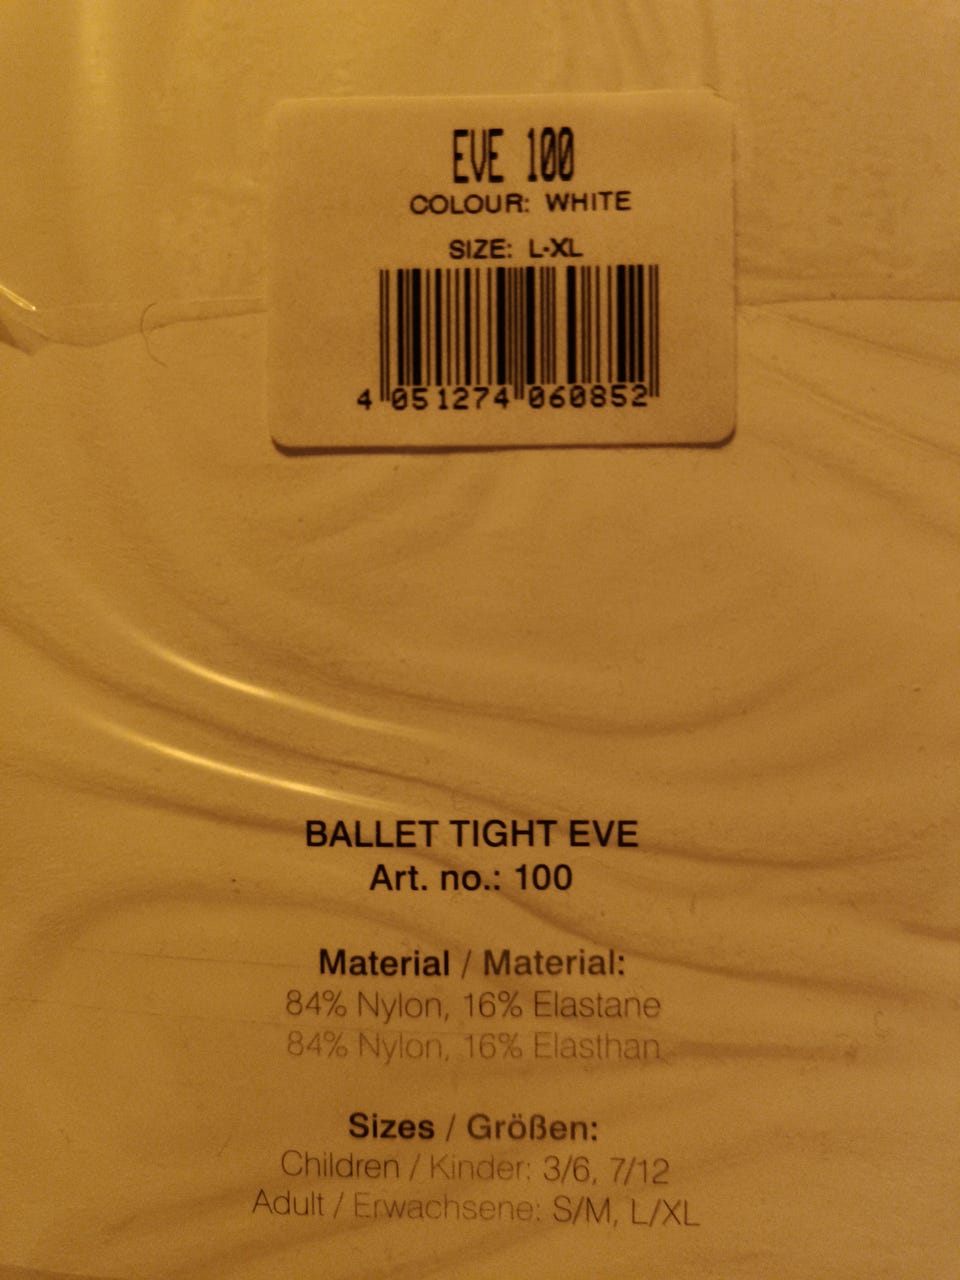 EVE 100
COLOUR: WHITE
SIZE: L-XL
4 051274 060852
BALLET TIGHT EVE
Art. no.: 100
Material / Material:
84% Nylon, 16% Elastane
84% Nylon, 16% Elasthan
Sizes / Größen:
Children / Kinder: 3/6, 7/12
Adult / Erwachsene: S/M, L/XL